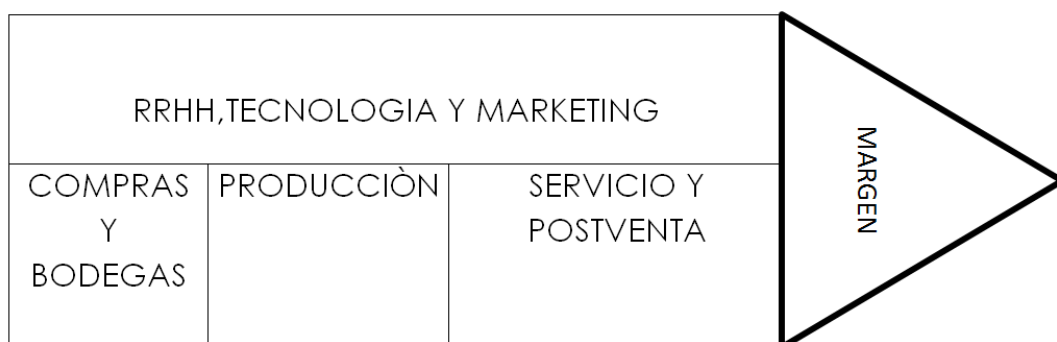 RRHH,TECNOLOGIA Y MARKETING
COMPRAS
Y
BODEGAS
PRODUCCIÒN
SERVICIO Y
POSTVENTA
MARGEN